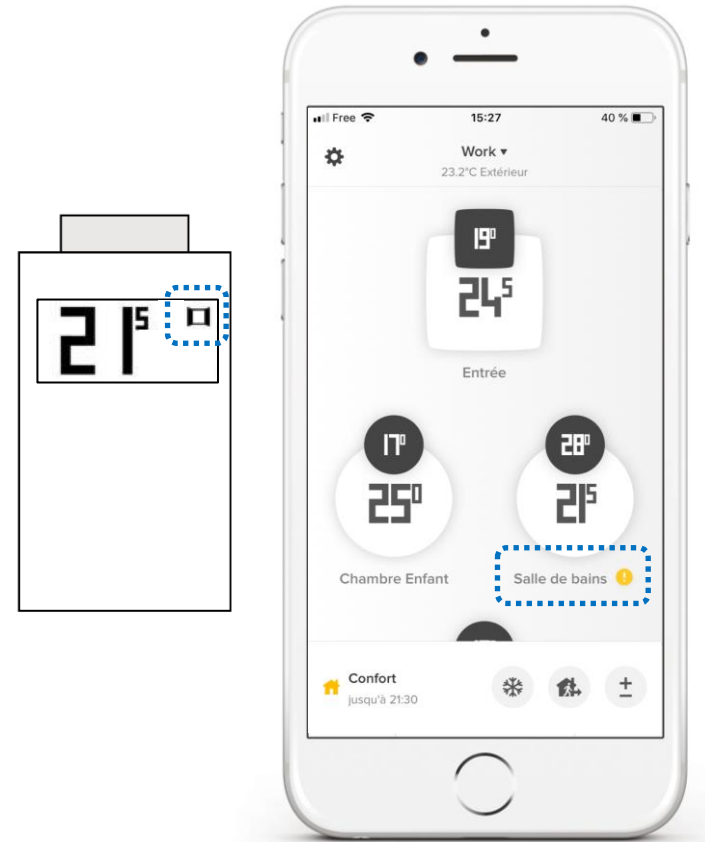 21⁵
Free 15:27 40 %
Work ▾
23.2°C Extérieur
19⁰
24⁵
Entrée
17⁰ 28⁰
25⁰ 21⁵
Chambre Enfant Salle de bains !
Confort
jusqu'à 21:30